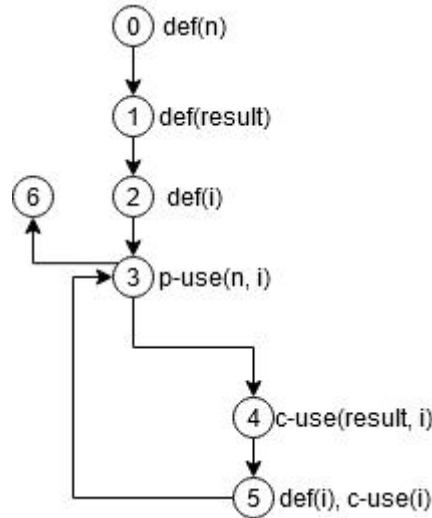 0 def(n)
1 def(result)
6
2 def(i)
3 p-use(n, i)
4 c-use(result, i)
5 def(i), c-use(i)